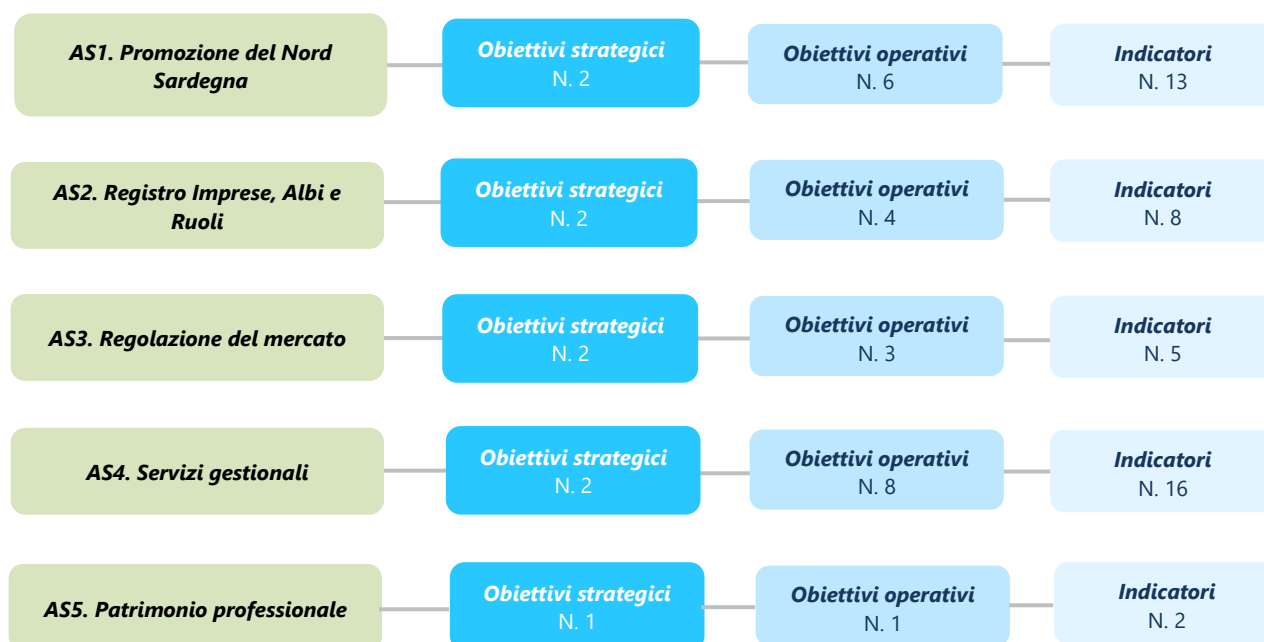 AS1. Promozione del Nord
Sardegna
Obiettivi strategici
N. 2
Obiettivi operativi
N. 6
Indicatori
N. 13
AS2. Registro Imprese, Albi e
Ruoli
Obiettivi strategici
N. 2
Obiettivi operativi
N. 4
Indicatori
N. 8
AS3. Regolazione del mercato
Obiettivi strategici
N. 2
Obiettivi operativi
N. 3
Indicatori
N. 5
AS4. Servizi gestionali
Obiettivi strategici
N. 2
Obiettivi operativi
N. 8
Indicatori
N. 16
AS5. Patrimonio professionale
Obiettivi strategici
N. 1
Obiettivi operativi
N. 1
Indicatori
N. 2